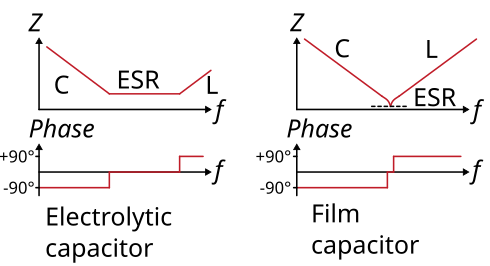 Z
C
ESR
L
f
Phase
+90°
-90°
f
Electrolytic
capacitor
Z
C
L
ESR
f
Phase
+90°
-90°
f
Film
capacitor